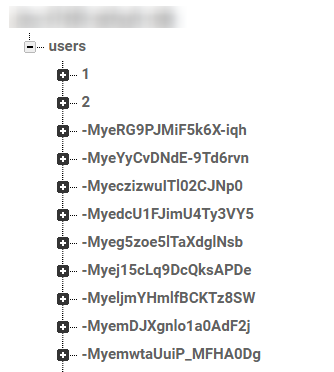 users
1
2
-MyeRG9PJMiF5k6X-iqh
-MyeYyCvDNdE-9Td6rvn
-MyeczizwuITl02CJNp0
-MyedcU1FJimU4Ty3VY5
-Myeg5zoe5lTaXdglNsb
-Myej15cLq9DcQksAPDe
-MyeljmYHmlfBCKTz8SW
-MyemDJXgnlo1a0AdF2j
-MyemwtaUuiP_MFHA0Dg